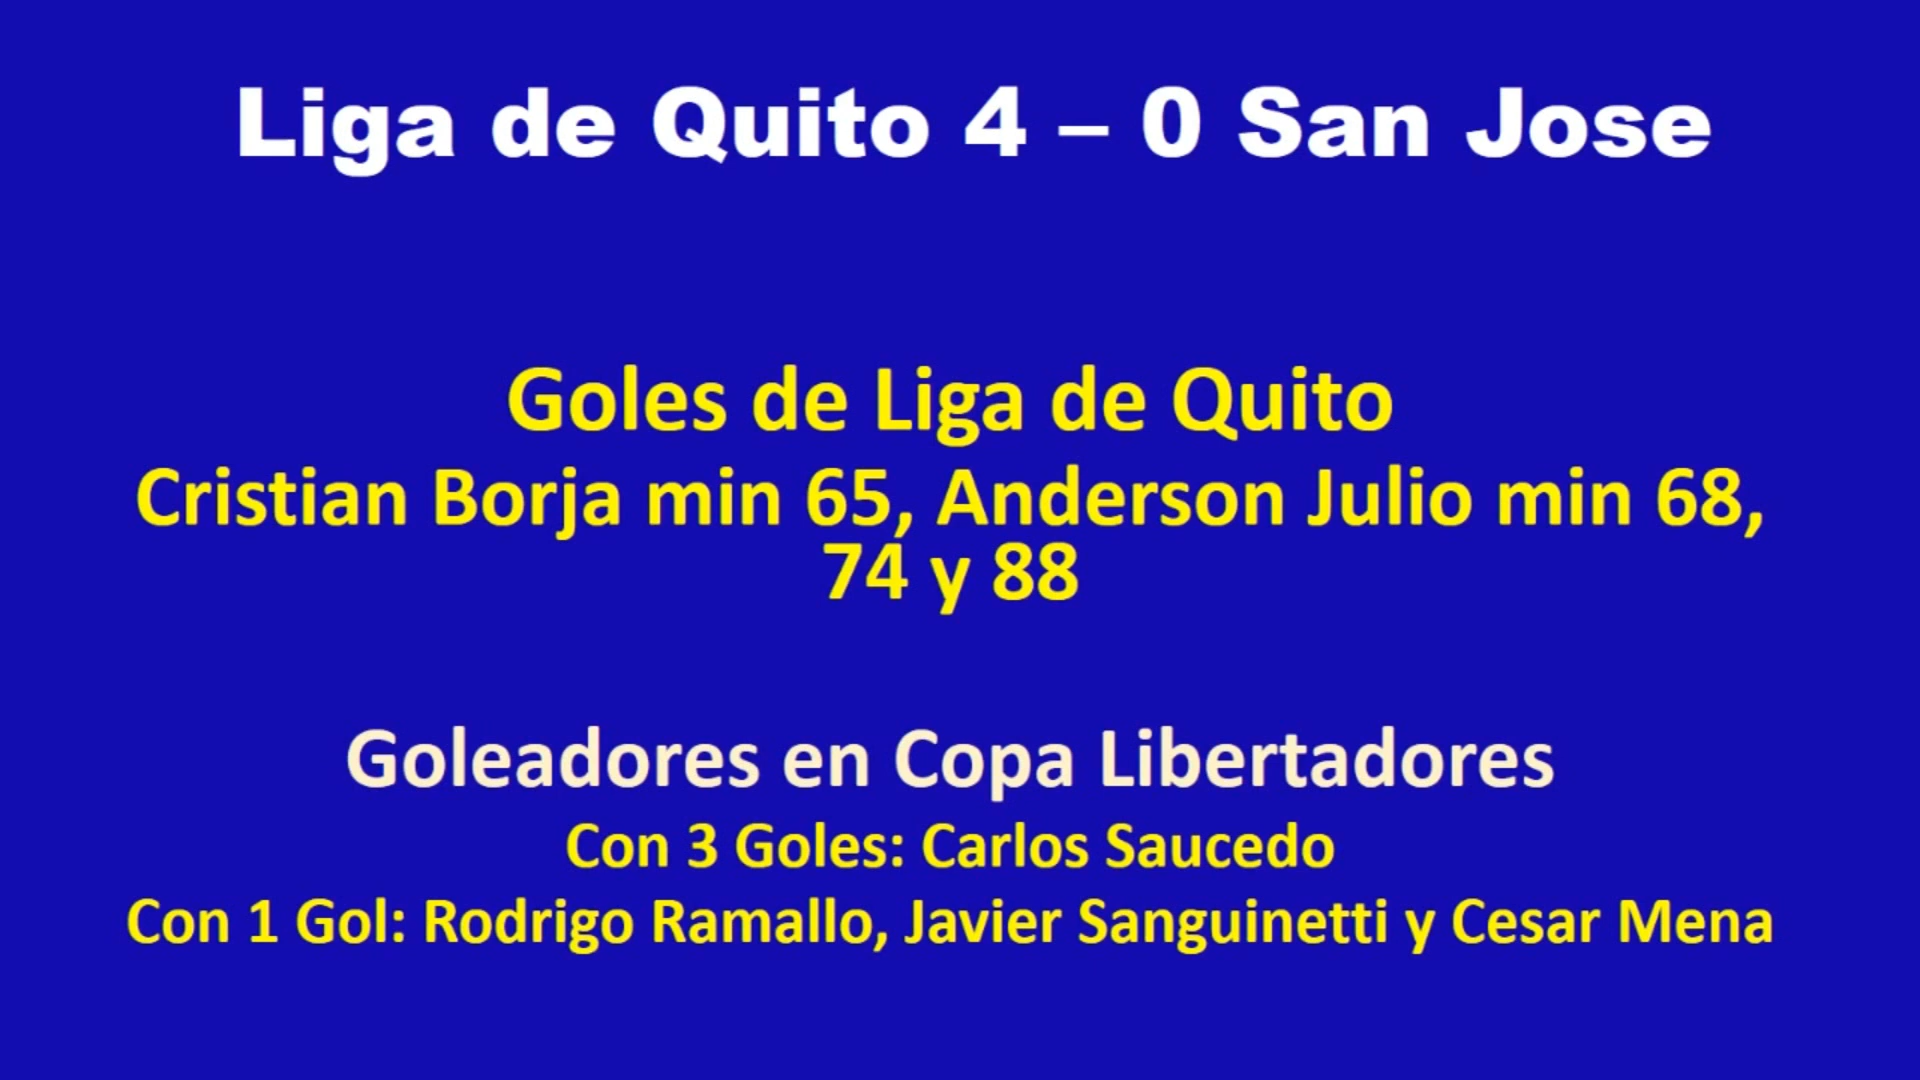 Liga de Quito 4 – 0 San Jose
Goles de Liga de Quito
Cristian Borja min 65, Anderson Julio min 68,
74 y 88
Goleadores en Copa Libertadores
Con 3 Goles: Carlos Saucedo
Con 1 Gol: Rodrigo Ramallo, Javier Sanguinetti y Cesar Mena